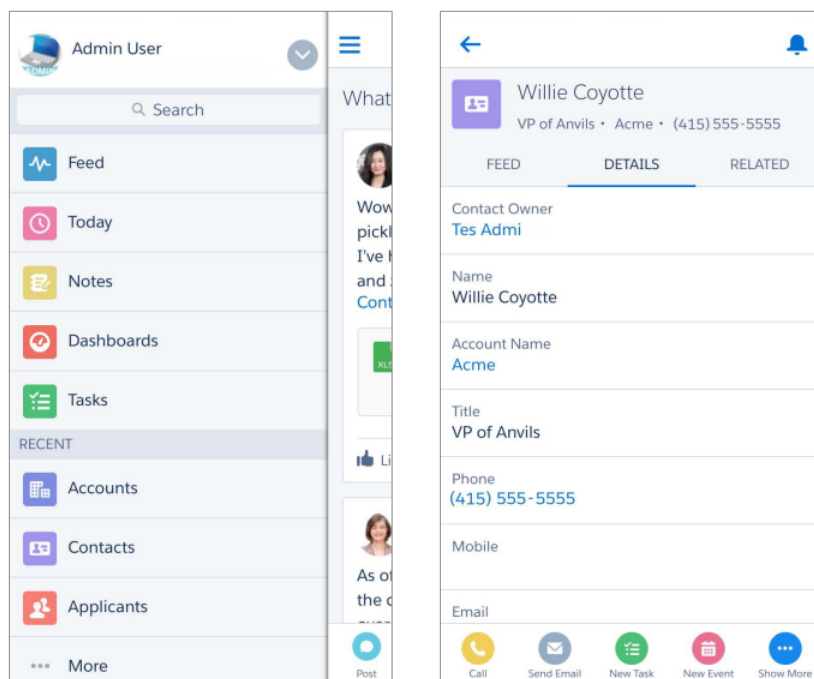 Admin User
ADMIN
Search
Feed
Today
Notes
Dashboards
Tasks
RECENT
Accounts
Contacts
Applicants
More
What
Wow
pickl
I've h
and
Cont
XLS
Li
As of
the c
Post
Willie Coyotte
VP of Anvils • Acme • (415) 555-5555
FEED DETAILS RELATED
Contact Owner
Tes Admi
Name
Willie Coyotte
Account Name
Acme
Title
VP of Anvils
Phone
(415) 555-5555
Mobile
Email
Call Send Email New Task New Event Show More